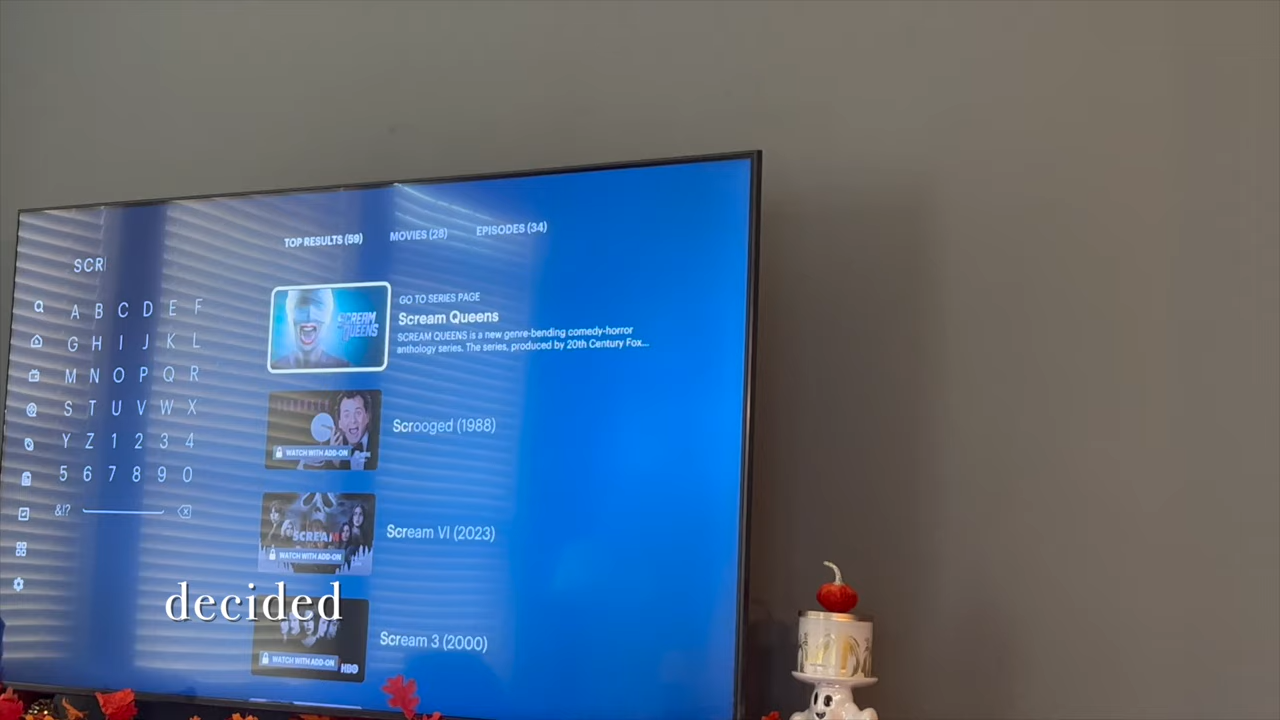 TOP RESULTS (59)
MOVIES (28)
EPISODES (34)
SCR
A B C D E F
G H I J K L
M N O P Q R
S T U V W X
Y Z 1 2 3 4
5 6 7 8 9 0
&!?
SCREAM
QUEENS
GO TO SERIES PAGE
Scream Queens
SCREAM QUEENS is a new genre-bending comedy-horror
anthology series. The series, produced by 20th Century Fox...
WATCH WITH ADD-ON
Scrooged (1988)
SCREAM
WATCH WITH ADD-ON
Scream VI (2023)
decided
WATCH WITH ADD-ON
HBO
Scream 3 (2000)